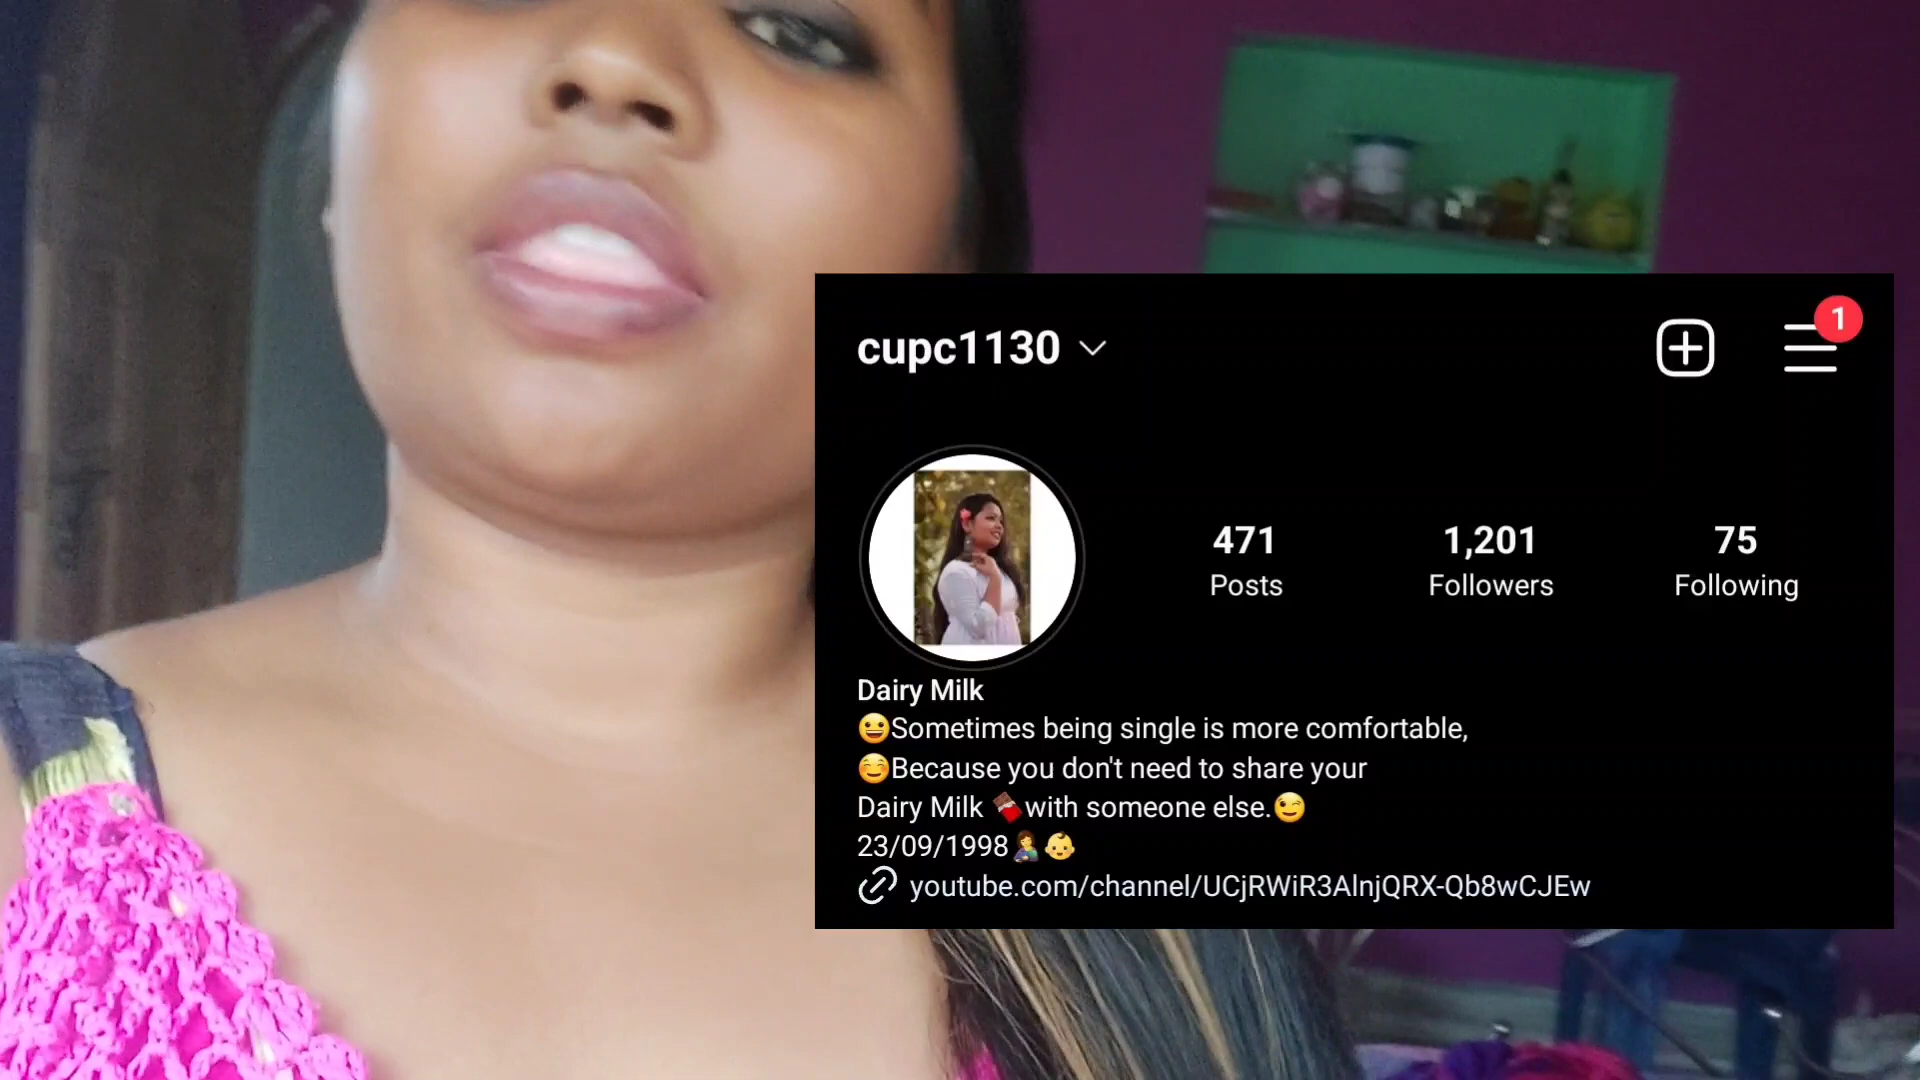 cupc1130
1
471 1,201 75
Posts Followers Following
Dairy Milk
😀Sometimes being single is more comfortable,
😊Because you don't need to share your
Dairy Milk 🍫with someone else.😉
23/09/1998🤱👶
youtube.com/channel/UCjRWiR3AlnjQRX-Qb8wCJEw